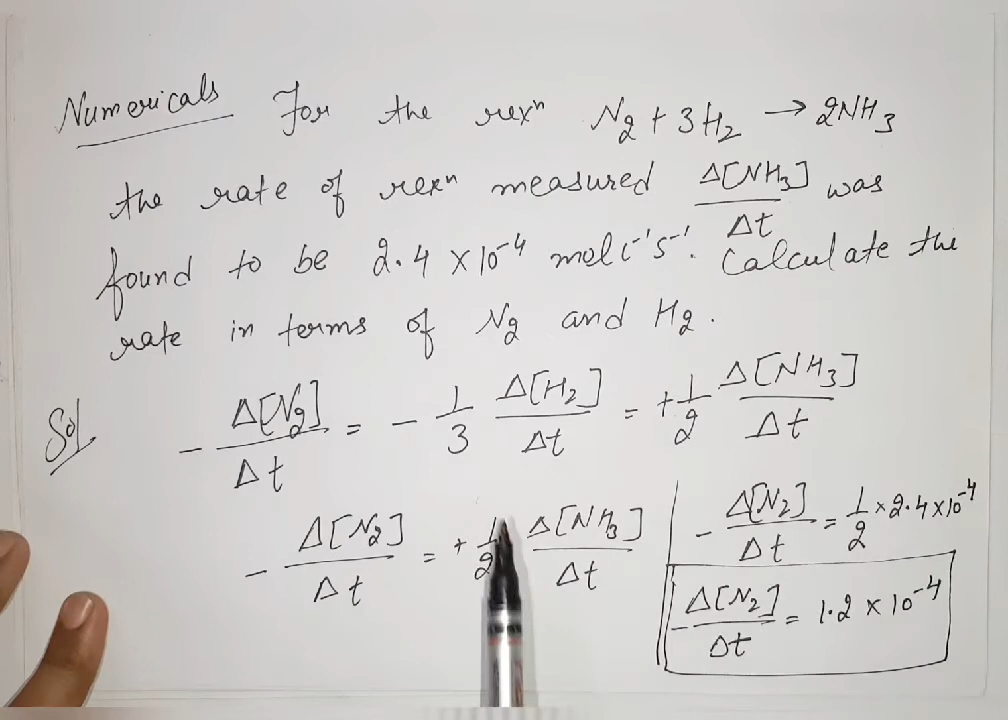 Numericals For the rexⁿ N₂ + 3H₂ → 2NH₃
the rate of rexⁿ measured Δ[NH₃]/Δt was
found to be 2.4 × 10⁻⁴ mol L⁻¹ s⁻¹. Calculate the
rate in terms of N₂ and H₂.
Sol - Δ[N₂]/Δt = - 1/3 Δ[H₂]/Δt = + 1/2 Δ[NH₃]/Δt
- Δ[N₂]/Δt = + 1/2 Δ[NH₃]/Δt
- Δ[N₂]/Δt = 1/2 × 2.4 × 10⁻⁴
- Δ[N₂]/Δt = 1.2 × 10⁻⁴